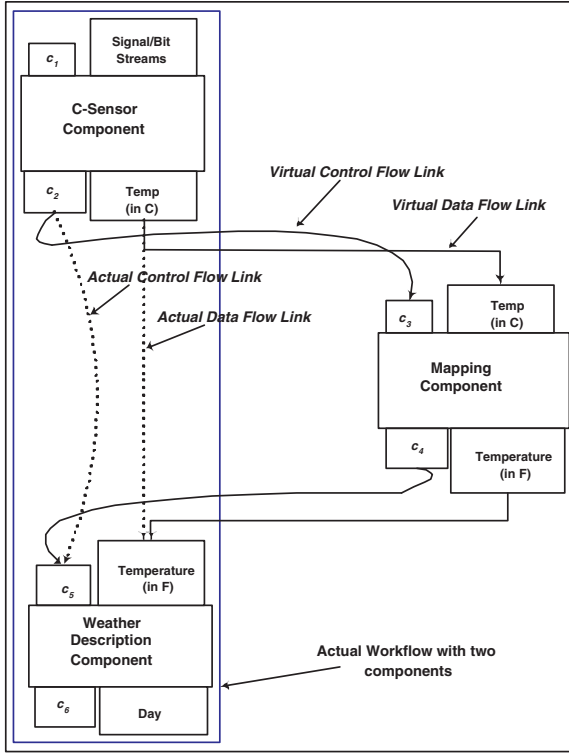 Signal/Bit
Streams
c1
C-Sensor
Component
c2
Temp
(in C)
Virtual Control Flow Link
Virtual Data Flow Link
Actual Control Flow Link
Actual Data Flow Link
c3
Temp
(in C)
Mapping
Component
c4
Temperature
(in F)
c5
Temperature
(in F)
Weather
Description
Component
c6
Day
Actual Workflow with two
components